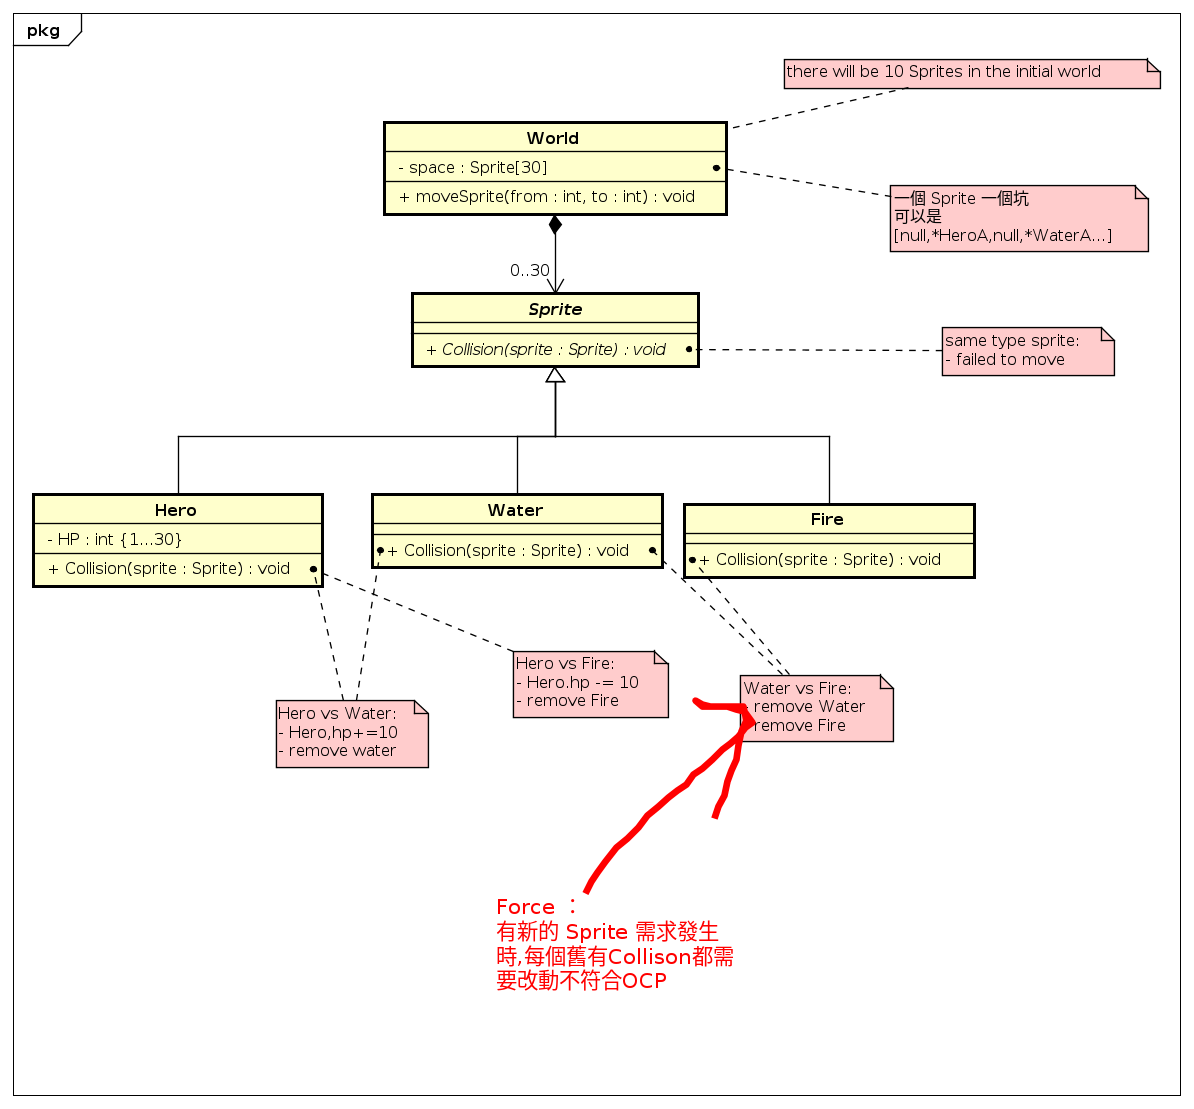 pkg
there will be 10 Sprites in the initial world
World
- space : Sprite[30]
+ moveSprite(from : int, to : int) : void
一個 Sprite 一個坑
可以是
[null,*HeroA,null,*WaterA...]
0..30
Sprite
+ Collision(sprite : Sprite) : void
same type sprite:
- failed to move
Hero
- HP : int {1...30}
+ Collision(sprite : Sprite) : void
Water
+ Collision(sprite : Sprite) : void
Fire
+ Collision(sprite : Sprite) : void
Hero vs Fire:
- Hero.hp -= 10
- remove Fire
Water vs Fire:
- remove Water
- remove Fire
Hero vs Water:
- Hero,hp+=10
- remove water
Force ：
有新的 Sprite 需求發生
時,每個舊有Collison都需
要改動不符合OCP